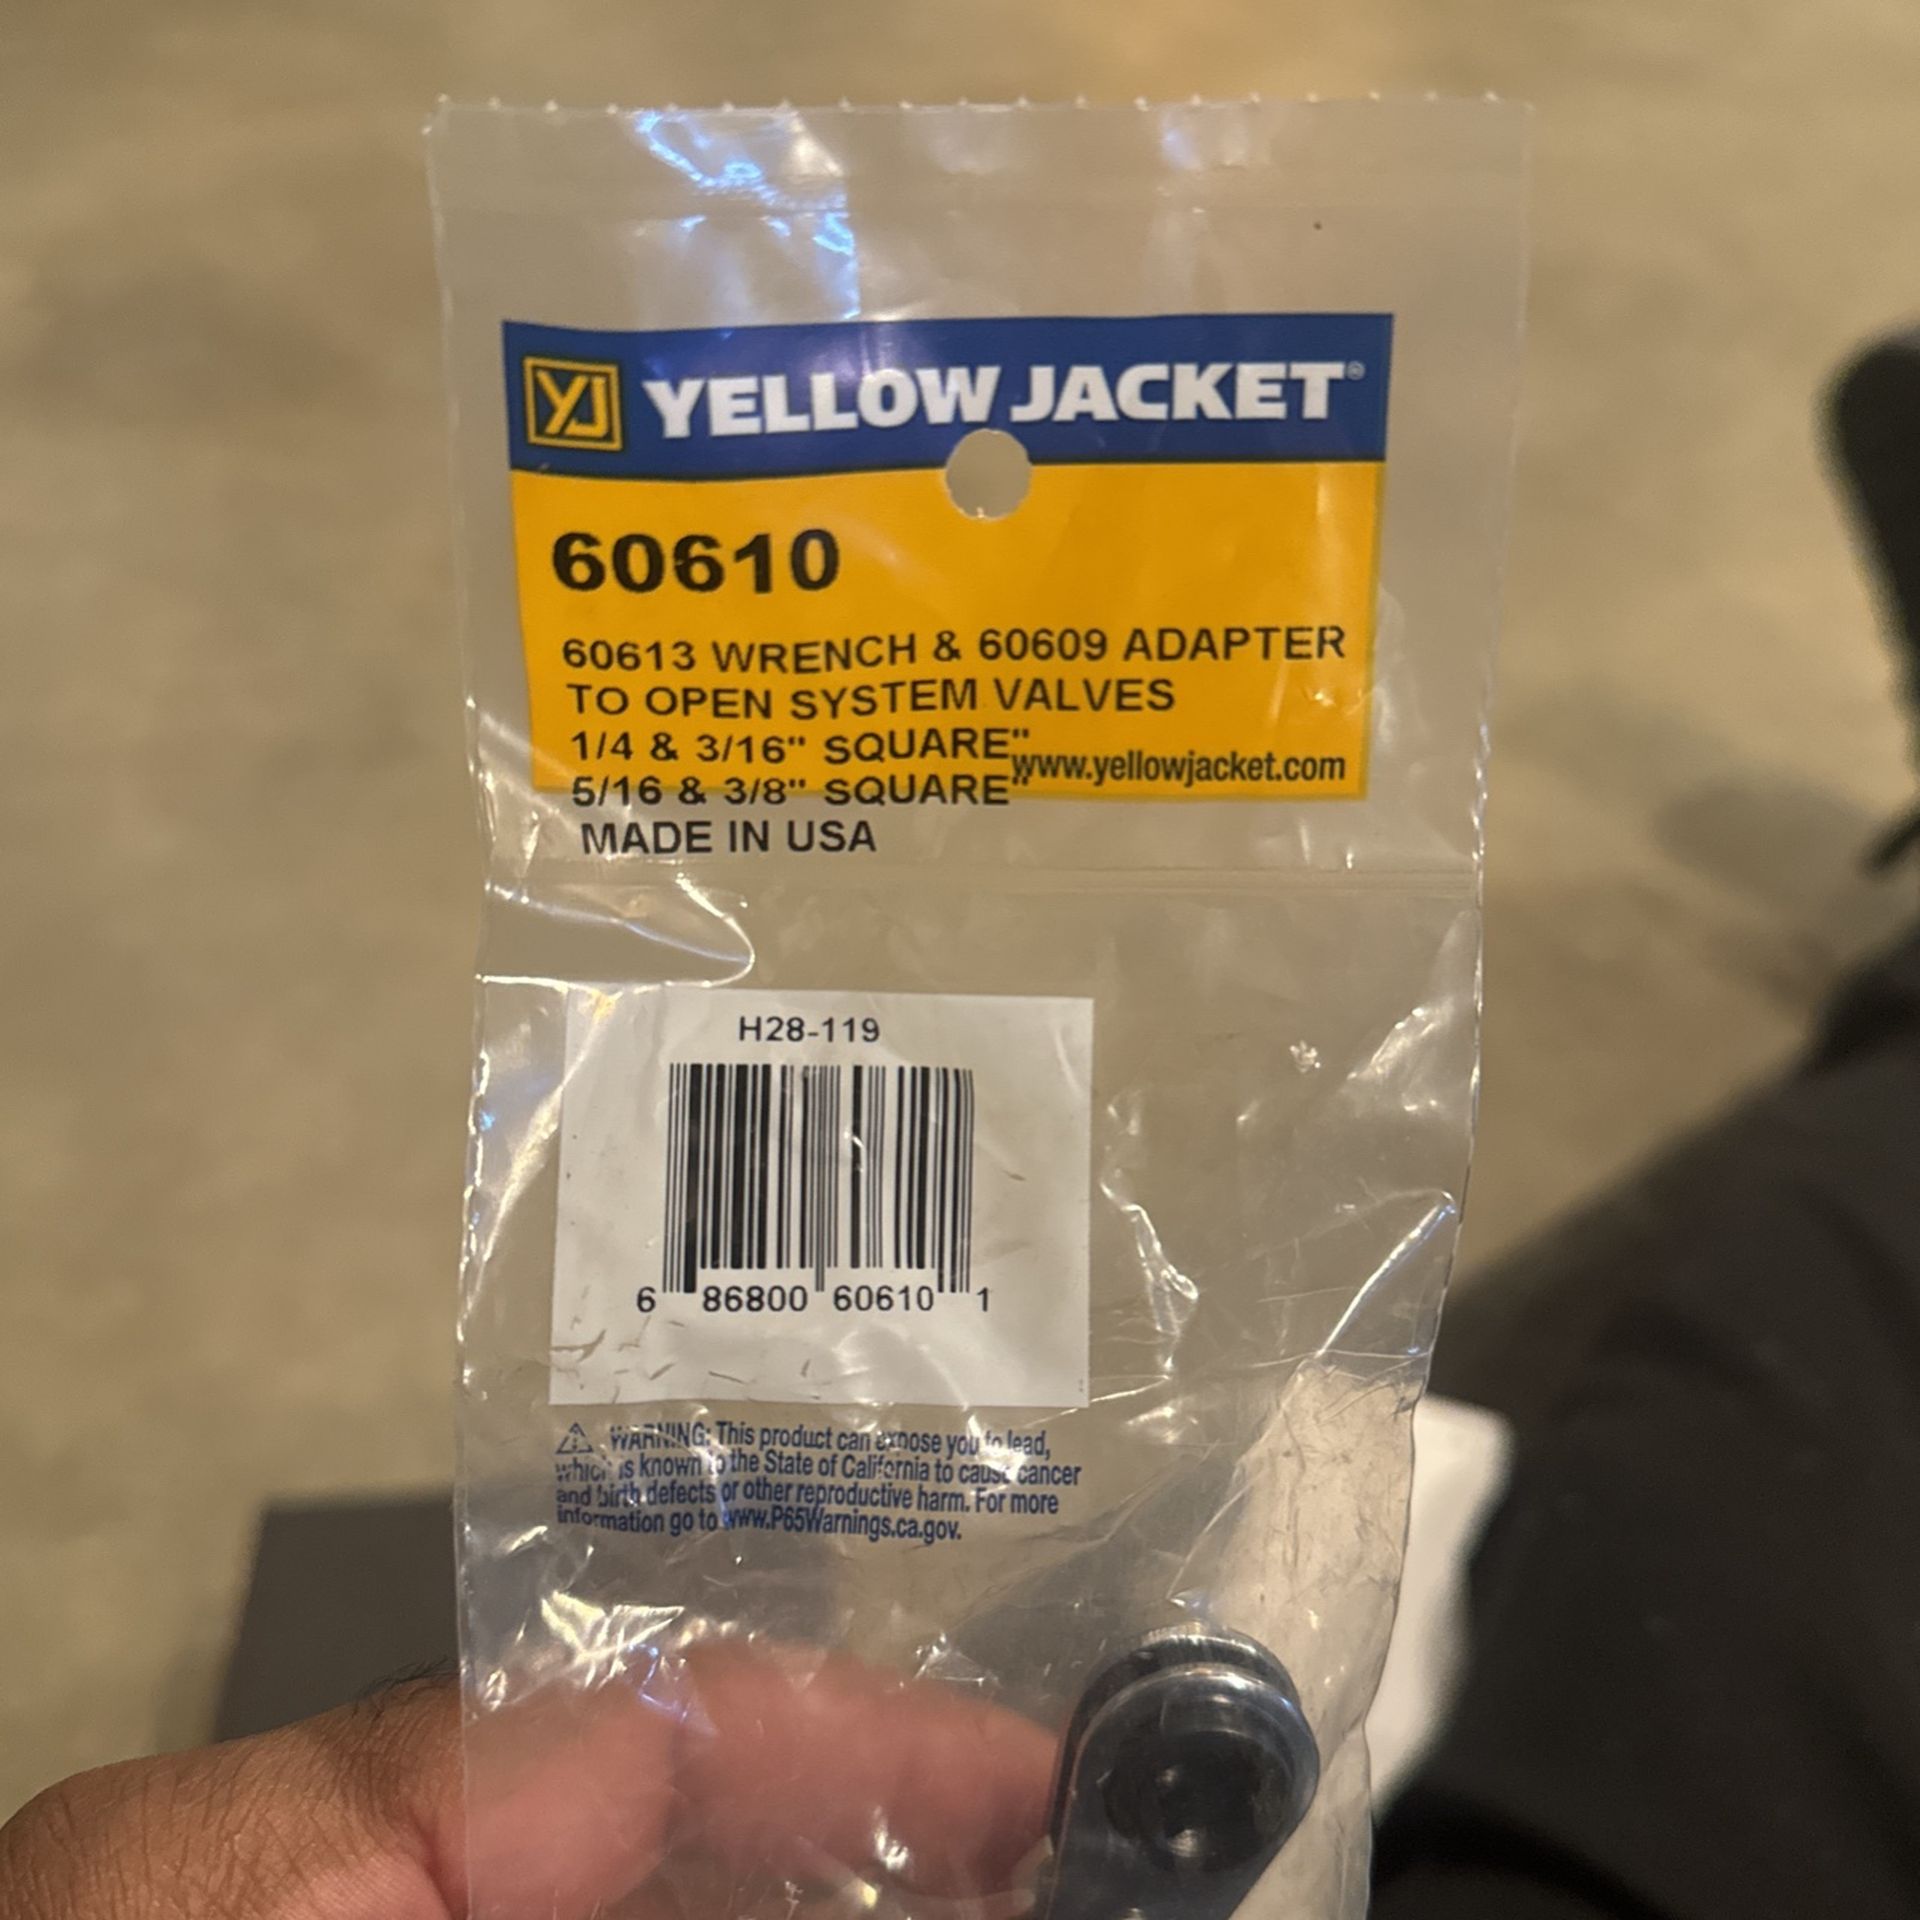 YJ YELLOW JACKET®
60610
60613 WRENCH & 60609 ADAPTER
TO OPEN SYSTEM VALVES
1/4 & 3/16" SQUARE"
www.yellowjacket.com
5/16 & 3/8" SQUARE"
MADE IN USA
H28-119
6 86800 60610 1
WARNING: This product can expose you to lead,
which is known to the State of California to cause cancer
and birth defects or other reproductive harm. For more
information go to www.P65Warnings.ca.gov.